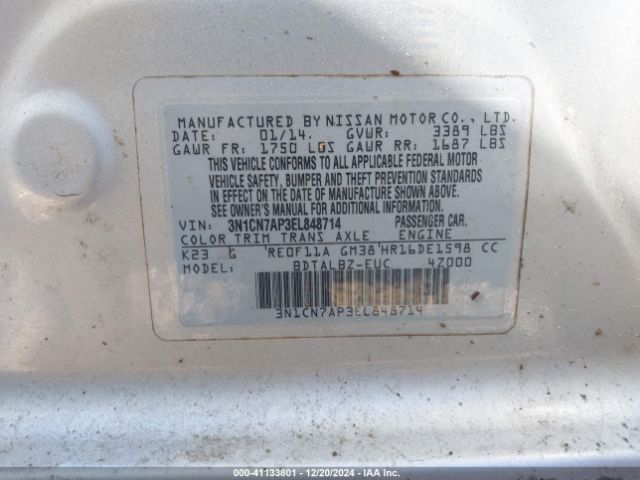 MANUFACTURED BY NISSAN MOTOR CO., LTD.
DATE: 01/14. GVWR: 3389 LBS
GAWR FR: 1750 LBS GAWR RR: 1687 LBS
THIS VEHICLE CONFORMS TO ALL APPLICABLE FEDERAL MOTOR
VEHICLE SAFETY, BUMPER AND THEFT PREVENTION STANDARDS
IN EFFECT ON THE DATE OF MANUFACTURE SHOWN ABOVE.
SEE OWNER'S MANUAL FOR ADDITIONAL INFORMATION.
VIN: 3N1CN7AP3EL848714 PASSENGER CAR.
COLOR TRIM TRANS AXLE ENGINE
K23 G RE0F11A GM38 HR16DE1598 CC
MODEL: BDTALBZ-EUC 4Z000
3N1CN7AP3EL848714
000-41133801 - 12/20/2024 - IAA Inc.